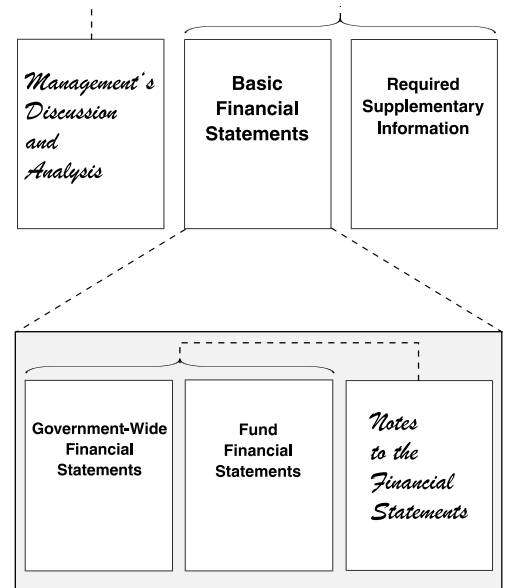 Management's
Discussion
and
Analysis
Basic
Financial
Statements
Required
Supplementary
Information
Government-Wide
Financial
Statements
Fund
Financial
Statements
Notes
to the
Financial
Statements